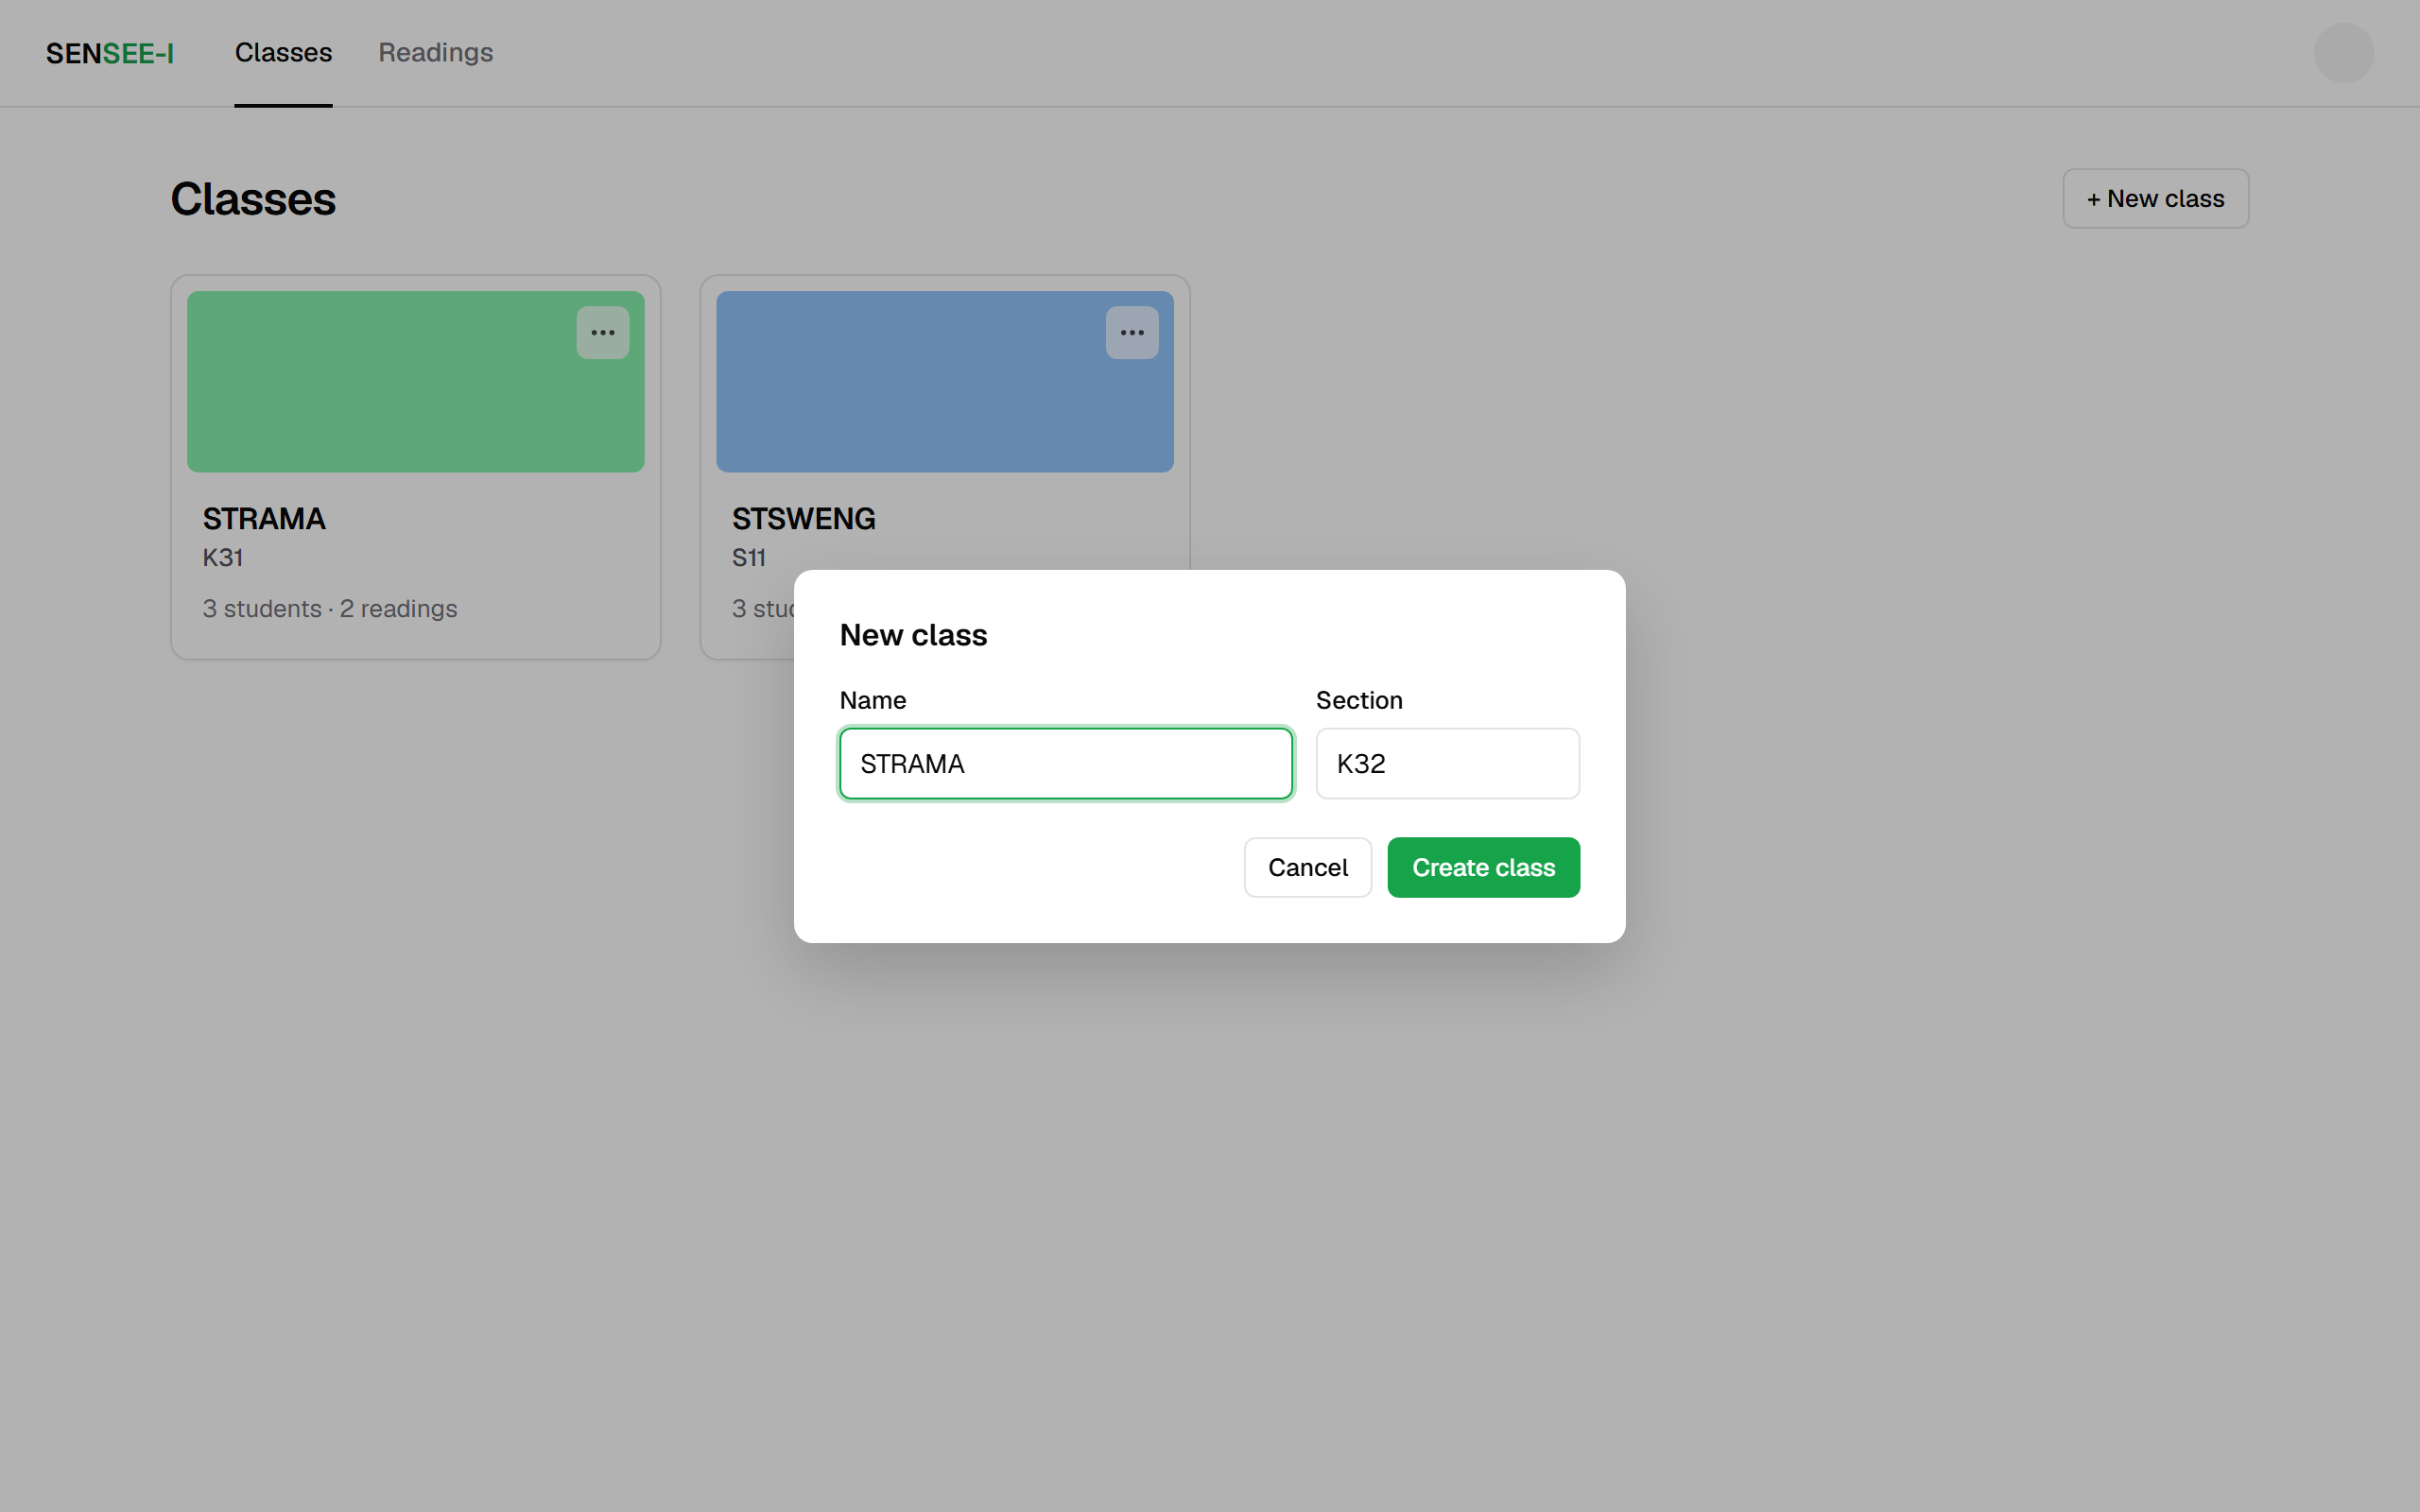 SENSEE-I Classes Readings
Classes
+ New class
STRAMA
K31
3 students · 2 readings
STSWENG
S11
3
New class
Name Section
STRAMA K32
Cancel Create class